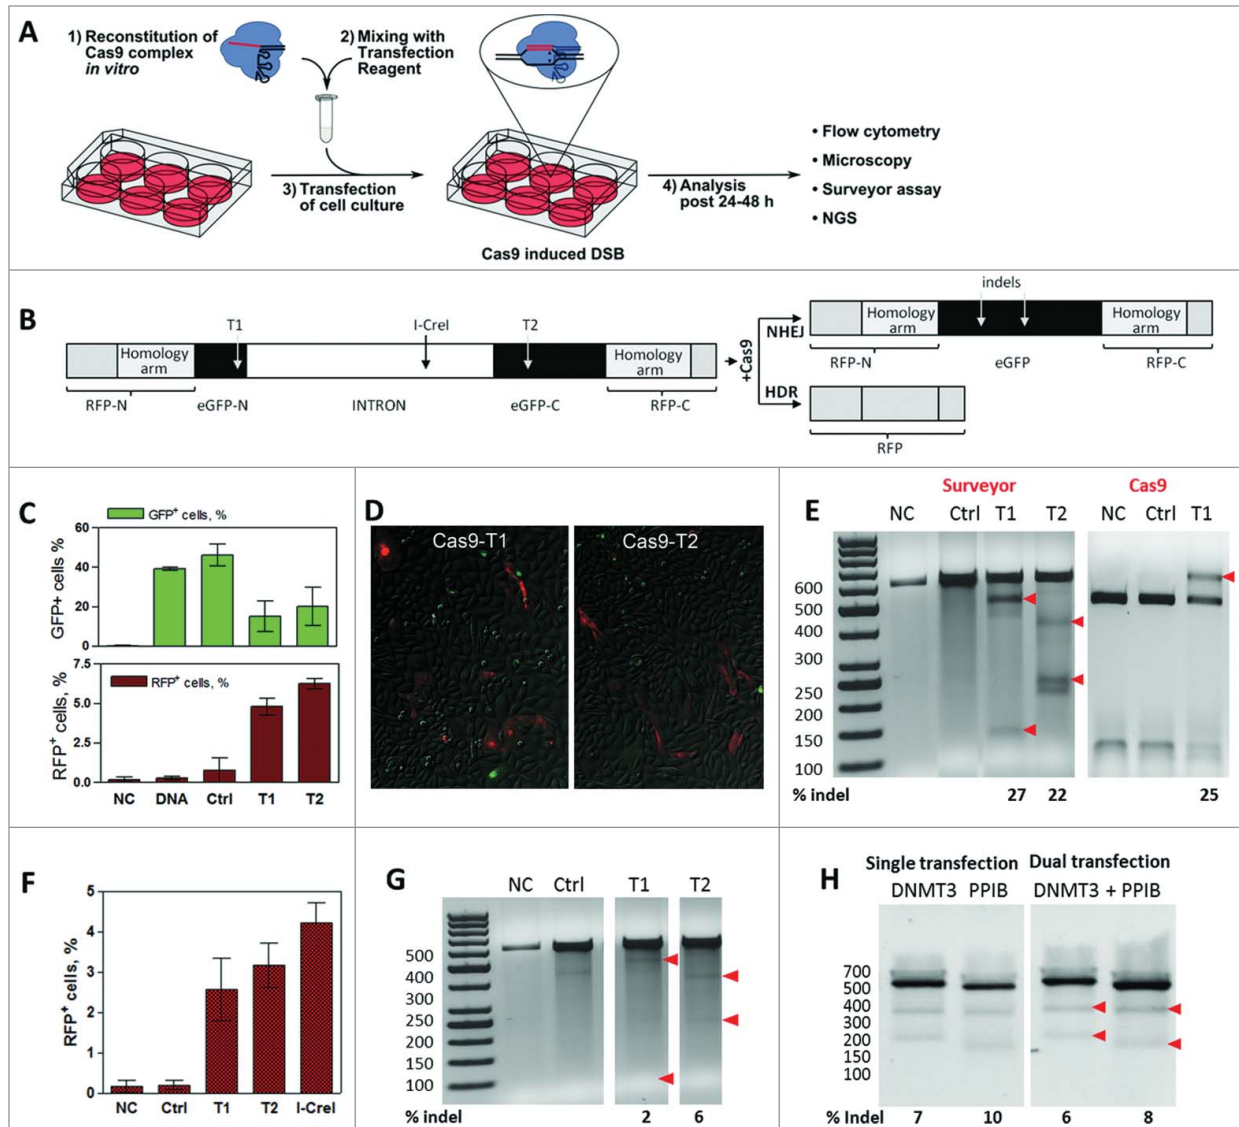 A
1) Reconstitution of
Cas9 complex
in vitro
2) Mixing with
Transfection
Reagent
3) Transfection
of cell culture
Cas9 induced DSB
4) Analysis
post 24-48 h
• Flow cytometry
• Microscopy
• Surveyor assay
• NGS
B
T1 I-CreI T2
Homology
arm
Homology
arm
RFP-N eGFP-N INTRON eGFP-C RFP-C
+Cas9
NHEJ
HDR
indels
Homology
arm
Homology
arm
RFP-N eGFP RFP-C
RFP
C
GFP+ cells, %
GFP+ cells %
60
40
20
0
RFP+ cells, %
RFP+ cells, %
7.5
5.0
2.5
0.0
NC DNA Ctrl T1 T2
D
Cas9-T1 Cas9-T2
E
Surveyor Cas9
NC Ctrl T1 T2 NC Ctrl T1
600
500
400
300
250
200
150
100
% indel 27 22 25
F
RFP+ cells, %
5
4
3
2
1
0
NC Ctrl T1 T2 I-CreI
G
NC Ctrl T1 T2
500
400
300
250
200
150
100
% indel 2 6
H
Single transfection Dual transfection
DNMT3 PPIB DNMT3 + PPIB
700
500
400
300
200
150
100
% Indel 7 10 6 8